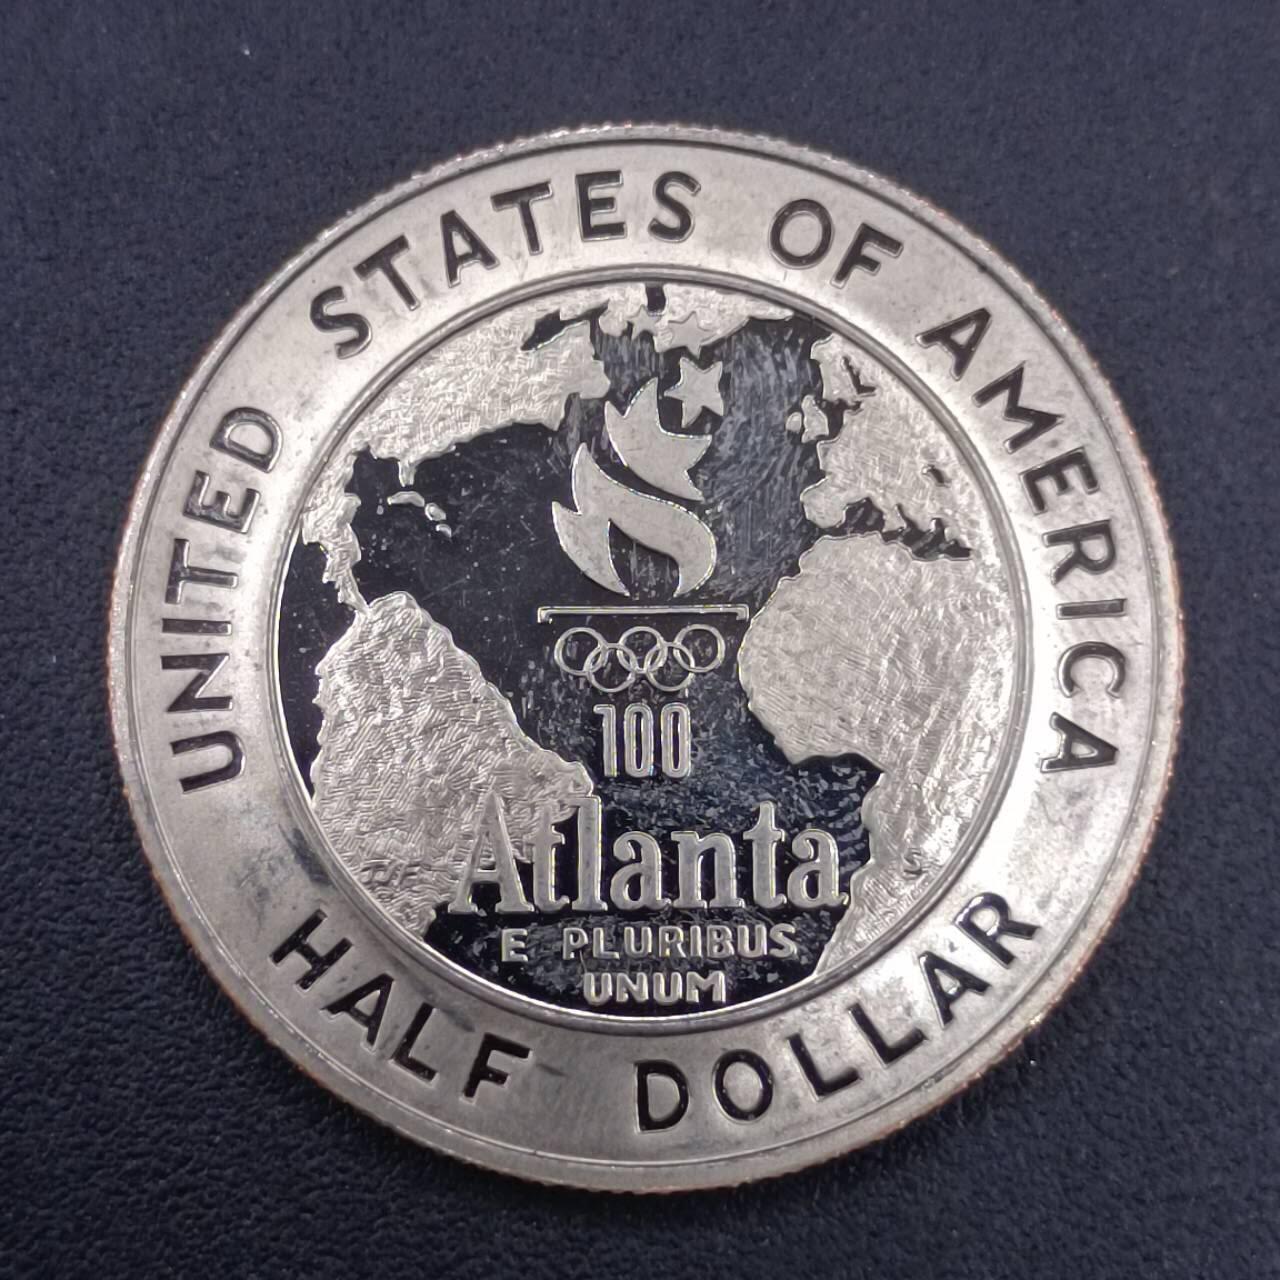 UNITED STATES OF AMERICA
100
Atlanta
E PLURIBUS
UNUM
HALF DOLLAR